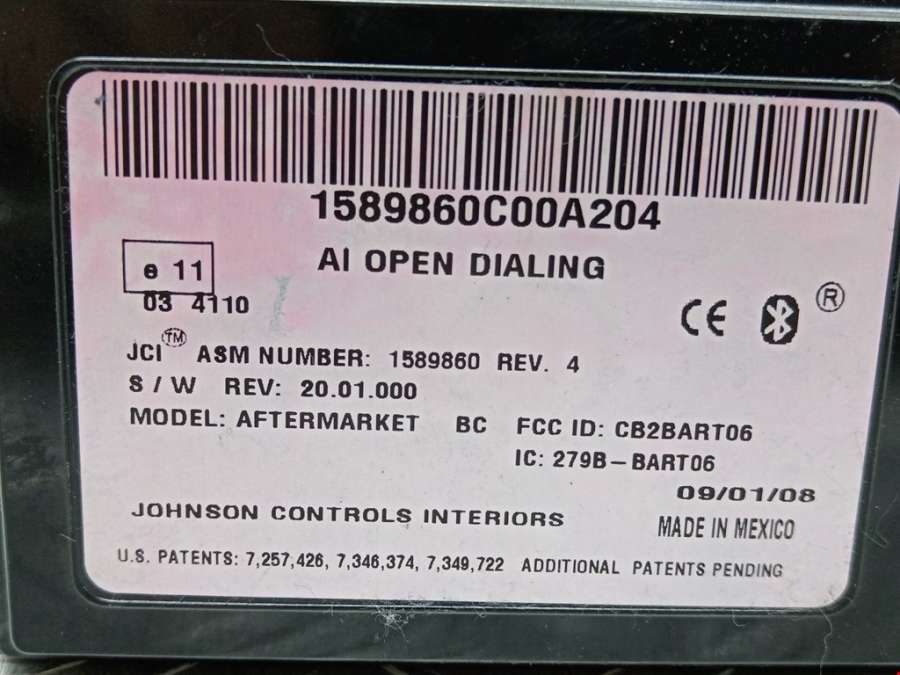 1589860C00A204
AI OPEN DIALING
e 11
03 4110
CE ®
JCI™ ASM NUMBER: 1589860 REV. 4
S / W REV: 20.01.000
MODEL: AFTERMARKET BC FCC ID: CB2BART06
IC: 279B-BART06
09/01/08
JOHNSON CONTROLS INTERIORS MADE IN MEXICO
U.S. PATENTS: 7,257,426, 7,346,374, 7,349,722 ADDITIONAL PATENTS PENDING